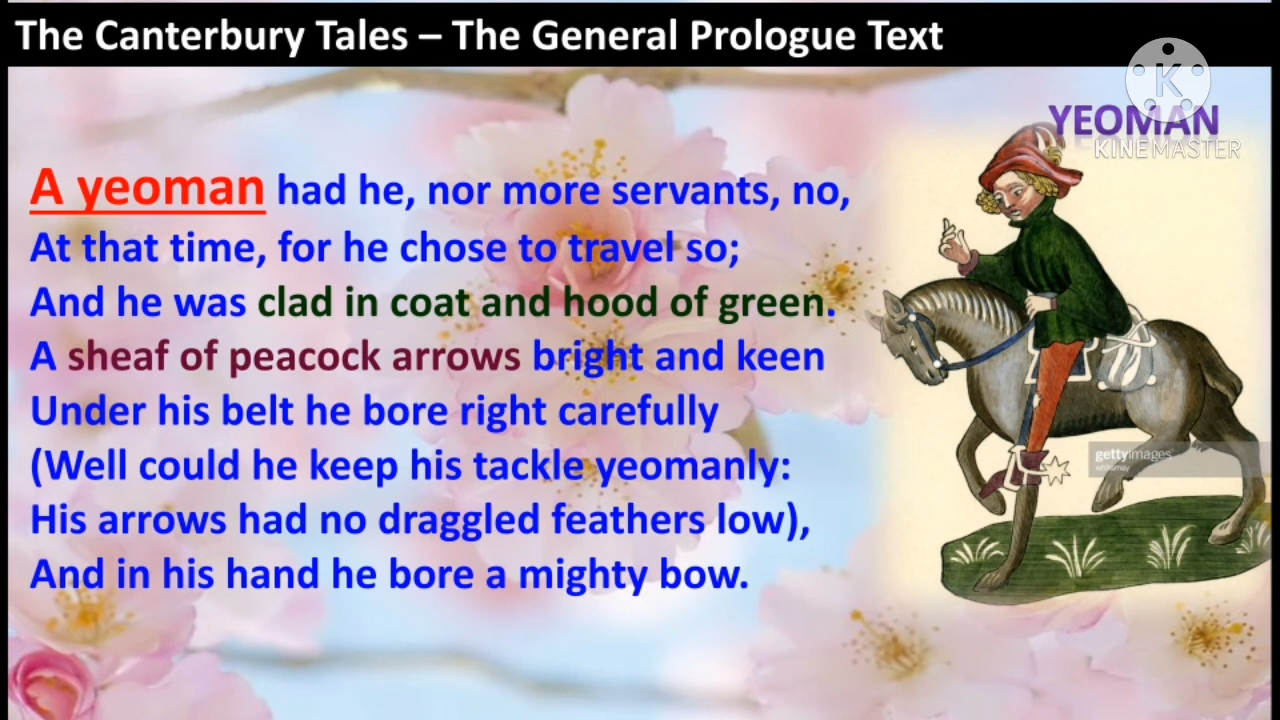 The Canterbury Tales – The General Prologue Text
K
YEOMAN
KINEMASTER
A yeoman had he, nor more servants, no,
At that time, for he chose to travel so;
And he was clad in coat and hood of green.
A sheaf of peacock arrows bright and keen
Under his belt he bore right carefully
(Well could he keep his tackle yeomanly:
His arrows had no draggled feathers low),
And in his hand he bore a mighty bow.
gettyimages
whitemay